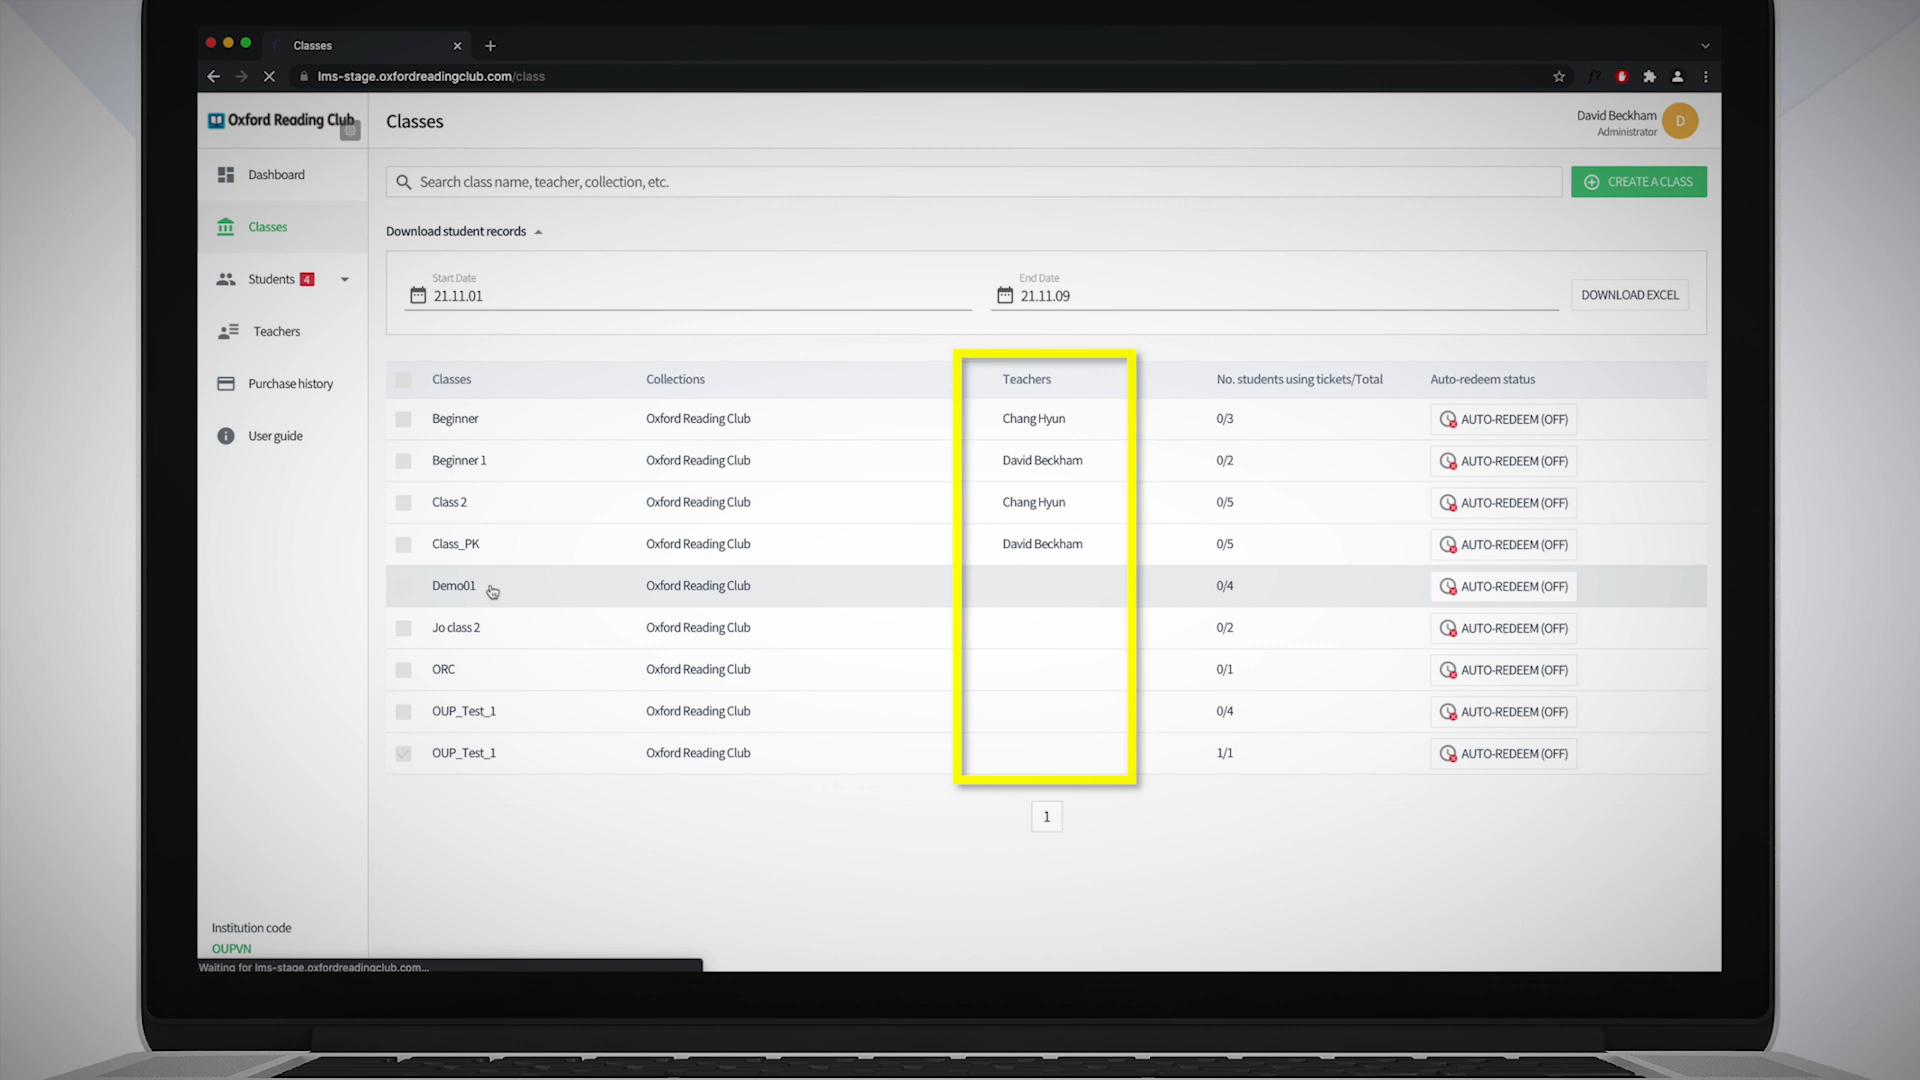 Classes
lms-stage.oxfordreadingclub.com/class
Oxford Reading Club
Classes
David Beckham
Administrator
D
Dashboard
Classes
Students 4
Teachers
Purchase history
User guide
Search class name, teacher, collection, etc.
CREATE A CLASS
Download student records
Start Date
21.11.01
End Date
21.11.09
DOWNLOAD EXCEL
Classes Collections Teachers No. students using tickets/Total Auto-redeem status
Beginner Oxford Reading Club Chang Hyun 0/3 AUTO-REDEEM (OFF)
Beginner 1 Oxford Reading Club David Beckham 0/2 AUTO-REDEEM (OFF)
Class 2 Oxford Reading Club Chang Hyun 0/5 AUTO-REDEEM (OFF)
Class_PK Oxford Reading Club David Beckham 0/5 AUTO-REDEEM (OFF)
Demo01 Oxford Reading Club 0/4 AUTO-REDEEM (OFF)
Jo class 2 Oxford Reading Club 0/2 AUTO-REDEEM (OFF)
ORC Oxford Reading Club 0/1 AUTO-REDEEM (OFF)
OUP_Test_1 Oxford Reading Club 0/4 AUTO-REDEEM (OFF)
OUP_Test_1 Oxford Reading Club 1/1 AUTO-REDEEM (OFF)
1
Institution code
OUPVN
Waiting for lms-stage.oxfordreadingclub.com...